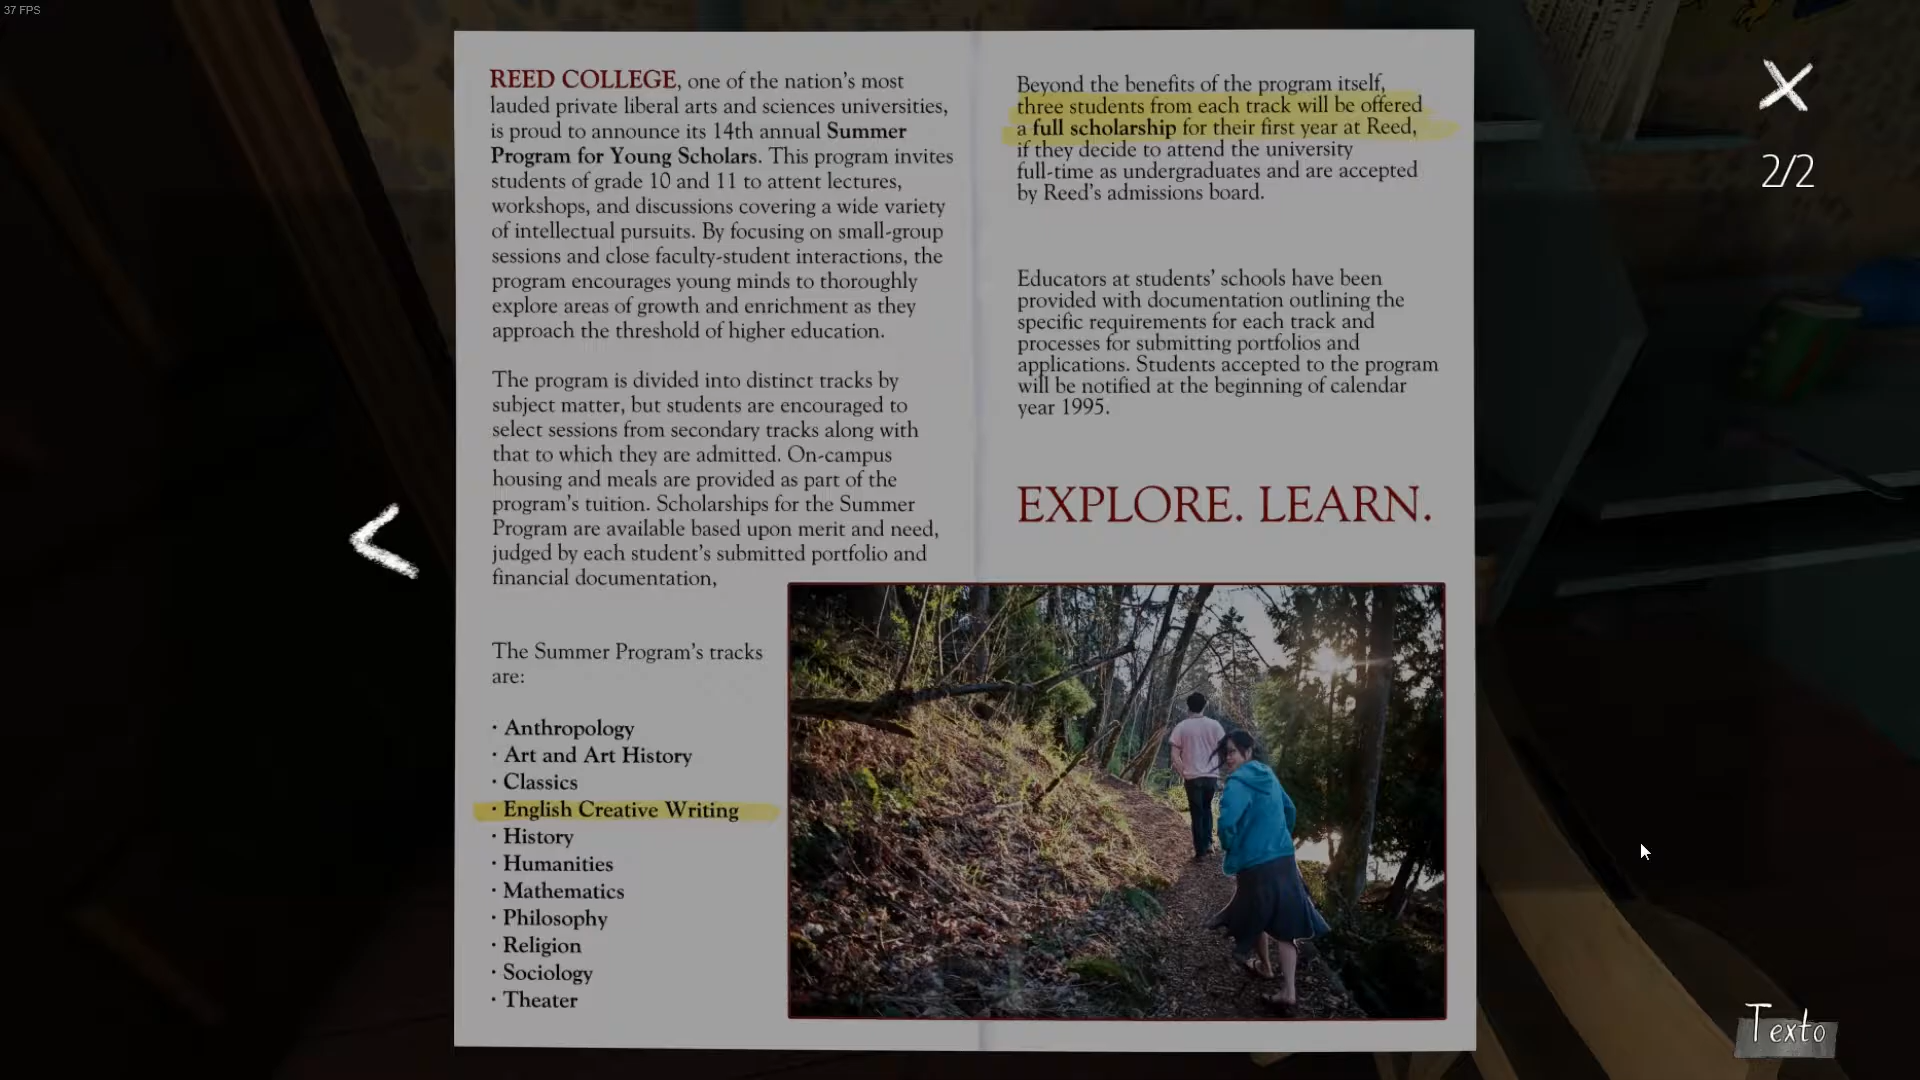 37 FPS
REED COLLEGE, one of the nation's most
lauded private liberal arts and sciences universities,
is proud to announce its 14th annual Summer
Program for Young Scholars. This program invites
students of grade 10 and 11 to attent lectures,
workshops, and discussions covering a wide variety
of intellectual pursuits. By focusing on small-group
sessions and close faculty-student interactions, the
program encourages young minds to thoroughly
explore areas of growth and enrichment as they
approach the threshold of higher education.
The program is divided into distinct tracks by
subject matter, but students are encouraged to
select sessions from secondary tracks along with
that to which they are admitted. On-campus
housing and meals are provided as part of the
program's tuition. Scholarships for the Summer
Program are available based upon merit and need,
judged by each student's submitted portfolio and
financial documentation,
The Summer Program's tracks
are:
· Anthropology
· Art and Art History
· Classics
· English Creative Writing
· History
· Humanities
· Mathematics
· Philosophy
· Religion
· Sociology
· Theater
Beyond the benefits of the program itself,
three students from each track will be offered
a full scholarship for their first year at Reed,
if they decide to attend the university
full-time as undergraduates and are accepted
by Reed's admissions board.
Educators at students' schools have been
provided with documentation outlining the
specific requirements for each track and
processes for submitting portfolios and
applications. Students accepted to the program
will be notified at the beginning of calendar
year 1995.
EXPLORE. LEARN.
2/2
Texto